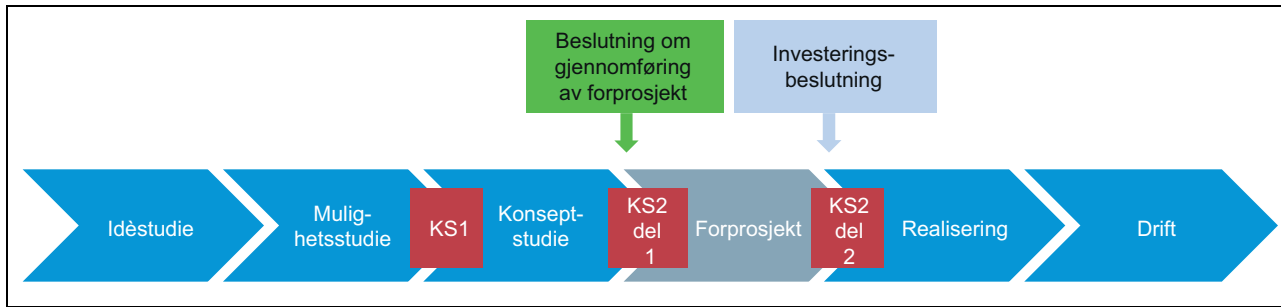 Beslutning om
gjennomføring
av forprosjekt
Investerings-
beslutning
Idèstudie
Mulig-
hetsstudie
KS1
Konsept-
studie
KS2
del
1
Forprosjekt
KS2
del
2
Realisering
Drift